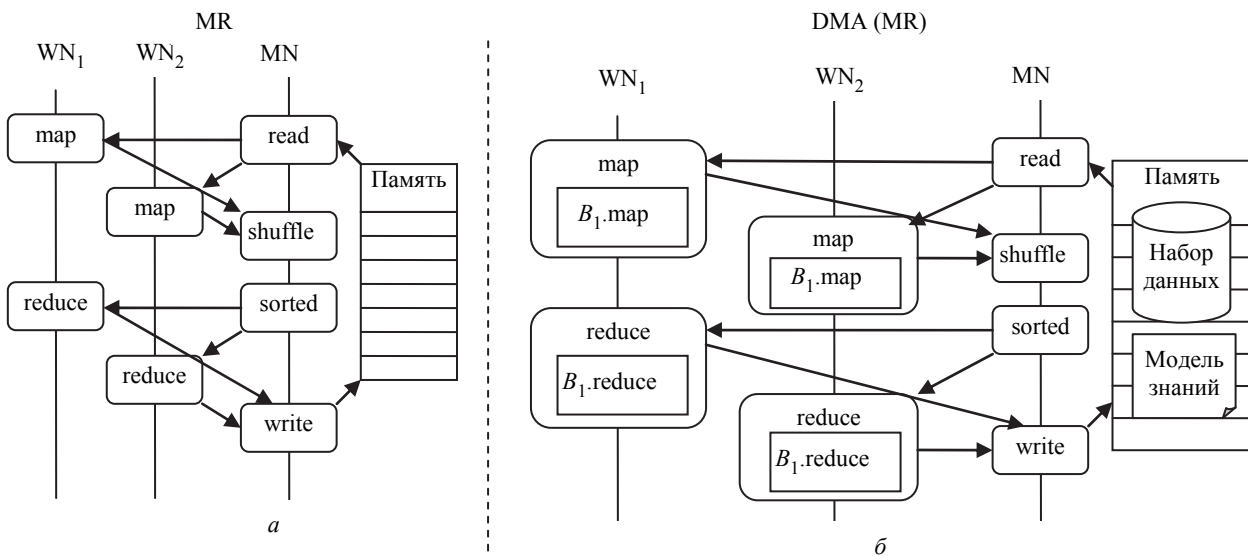 MR
WN1 WN2 MN
map
read
Память
map
shuffle
reduce
sorted
reduce
write
а
DMA (MR)
WN1 WN2 MN
map
B1.map
read
Память
map
B1.map
shuffle
Набор
данных
reduce
B1.reduce
sorted
Модель
знаний
reduce
B1.reduce
write
б